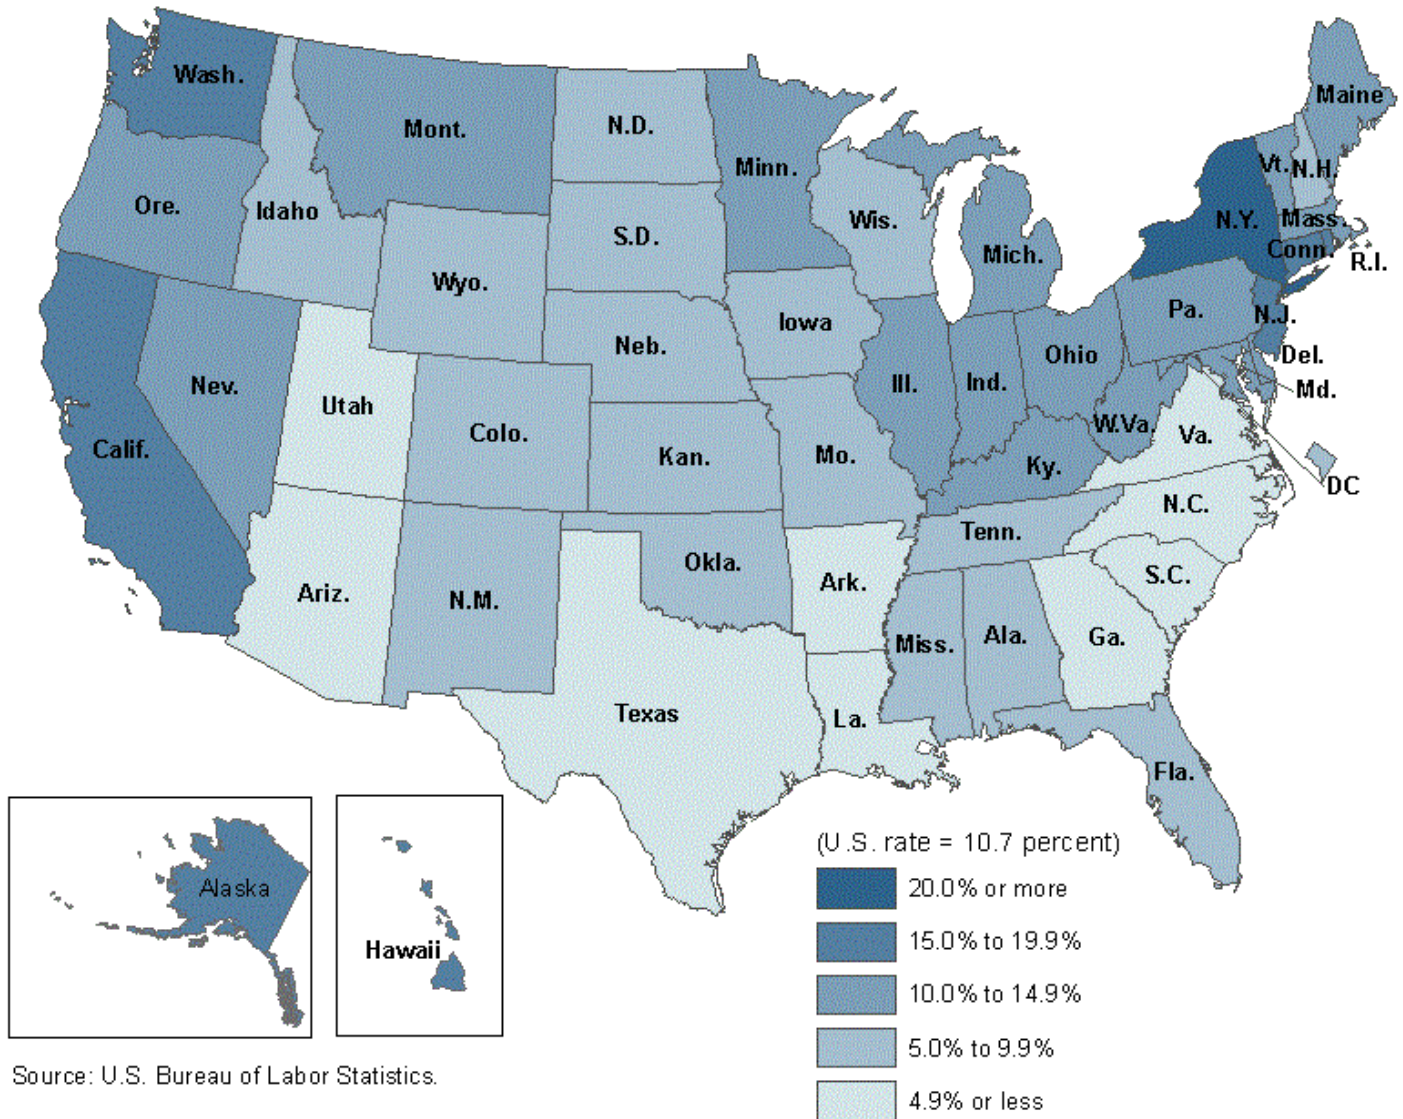 Wash.
Mont.
N.D.
Minn.
Maine
Vt.
N.H.
Ore.
Idaho
S.D.
Wis.
Mich.
N.Y.
Mass.
Conn.
R.I.
Wyo.
Iowa
Pa.
N.J.
Neb.
Ohio
Del.
Nev.
Utah
Ill.
Ind.
Md.
Colo.
Kan.
Mo.
W.Va.
Va.
Calif.
Ky.
DC
N.C.
Tenn.
Okla.
Ark.
S.C.
Ariz.
N.M.
Miss.
Ala.
Ga.
Texas
La.
Fla.
Alaska
Hawaii
(U.S. rate = 10.7 percent)
20.0% or more
15.0% to 19.9%
10.0% to 14.9%
5.0% to 9.9%
4.9% or less
Source: U.S. Bureau of Labor Statistics.